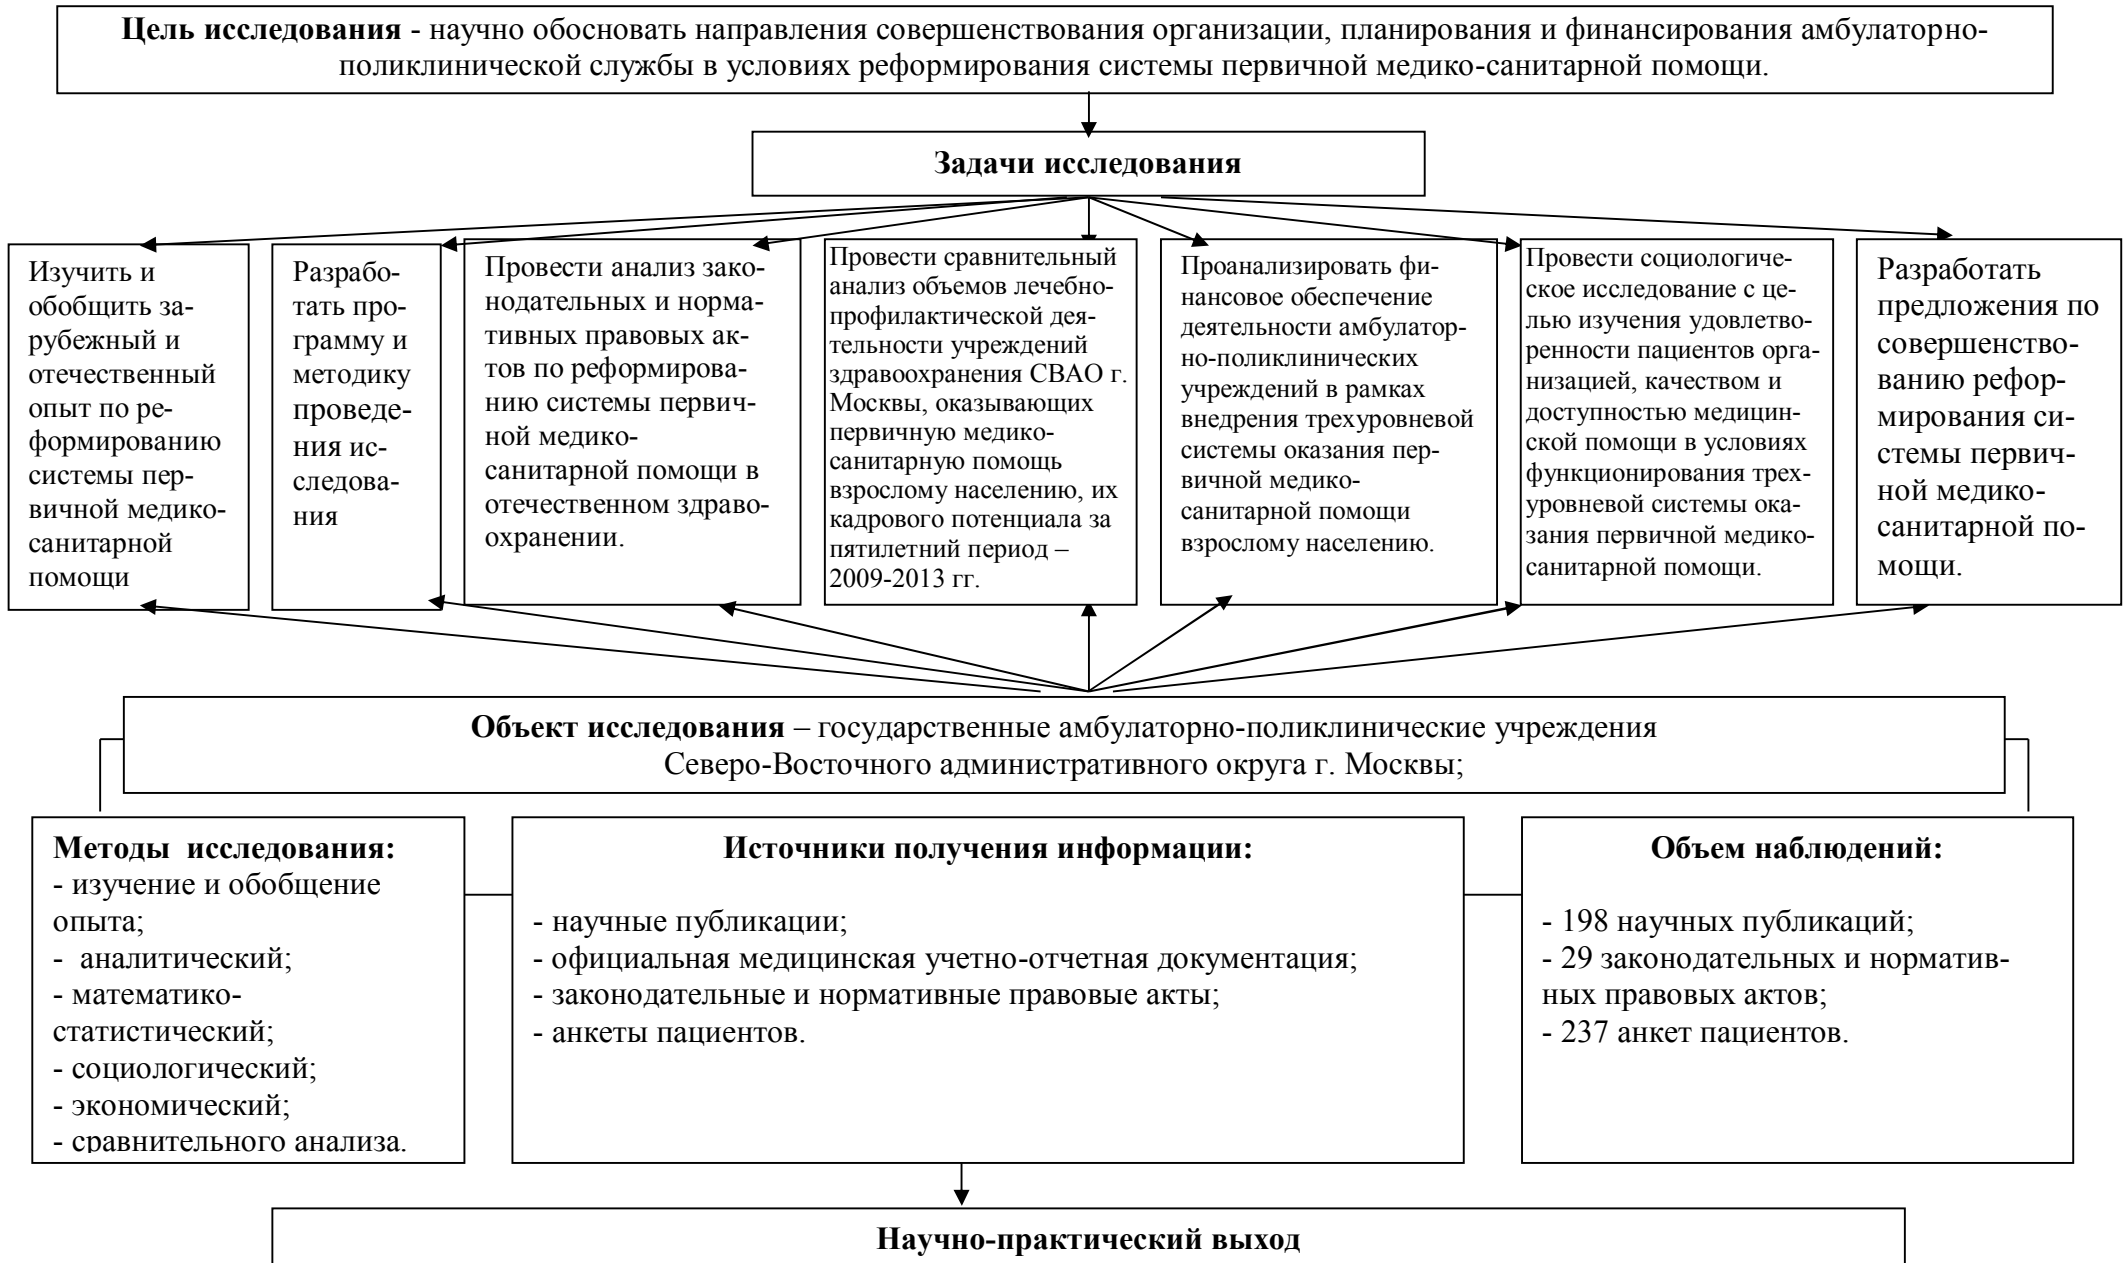 Цель исследования - научно обосновать направления совершенствования организации, планирования и финансирования амбулаторно-
поликлинической службы в условиях реформирования системы первичной медико-санитарной помощи.
Задачи исследования
Изучить и
обобщить за-
рубежный и
отечественный
опыт по ре-
формированию
системы пер-
вичной медико-
санитарной
помощи
Разрабо-
тать про-
грамму и
методику
проведе-
ния ис-
следова-
ния
Провести анализ зако-
нодательных и норма-
тивных правовых ак-
тов по реформирова-
нию системы первич-
ной медико-
санитарной помощи в
отечественном здраво-
охранении.
Провести сравнительный
анализ объемов лечебно-
профилактической дея-
тельности учреждений
здравоохранения СВАО г.
Москвы, оказывающих
первичную медико-
санитарную помощь
взрослому населению, их
кадрового потенциала за
пятилетний период –
2009-2013 гг.
Проанализировать фи-
нансовое обеспечение
деятельности амбулатор-
но-поликлинических
учреждений в рамках
внедрения трехуровневой
системы оказания пер-
вичной медико-
санитарной помощи
взрослому населению.
Провести социологиче-
ское исследование с це-
лью изучения удовлетво-
ренности пациентов орга-
низацией, качеством и
доступностью медицин-
ской помощи в условиях
функционирования трех-
уровневой системы ока-
зания первичной медико-
санитарной помощи.
Разработать
предложения по
совершенство-
ванию рефор-
мирования си-
стемы первич-
ной медико-
санитарной по-
мощи.
Объект исследования – государственные амбулаторно-поликлинические учреждения
Северо-Восточного административного округа г. Москвы;
Методы исследования:
- изучение и обобщение
опыта;
- аналитический;
- математико-
статистический;
- социологический;
- экономический;
- сравнительного анализа.
Источники получения информации:
- научные публикации;
- официальная медицинская учетно-отчетная документация;
- законодательные и нормативные правовые акты;
- анкеты пациентов.
Объем наблюдений:
- 198 научных публикаций;
- 29 законодательных и норматив-
ных правовых актов;
- 237 анкет пациентов.
Научно-практический выход